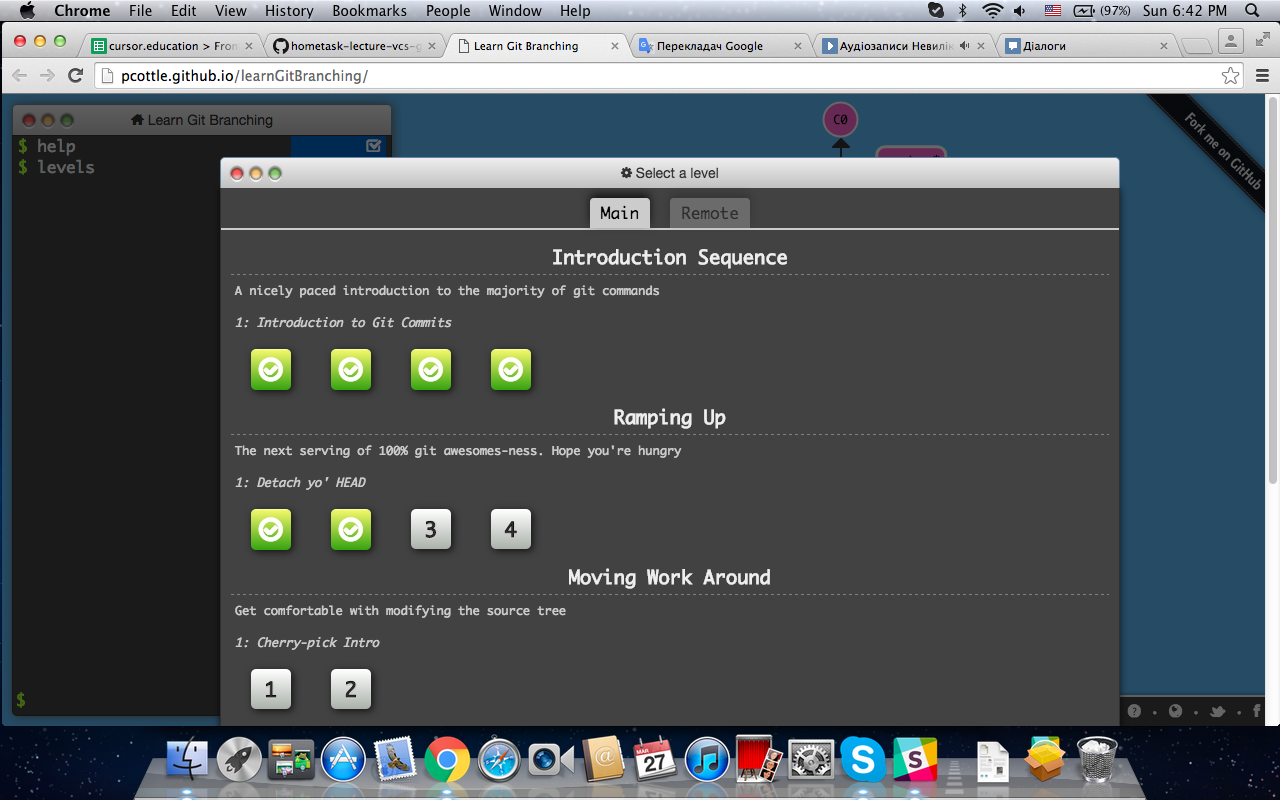 Chrome File Edit View History Bookmarks People Window Help (97%) Sun 6:42 PM
cursor.education > Fron hometask-lecture-vcs-g Learn Git Branching Перекладач Google Аудіозаписи Невилік Діалоги
pcottle.github.io/learnGitBranching/
Learn Git Branching
C0
Fork me on GitHub
$ help
$ levels
Select a level
Main Remote
Introduction Sequence
A nicely paced introduction to the majority of git commands
1: Introduction to Git Commits
Ramping Up
The next serving of 100% git awesomes-ness. Hope you're hungry
1: Detach yo' HEAD
3 4
Moving Work Around
Get comfortable with modifying the source tree
1: Cherry-pick Intro
1 2
$
MAR
27